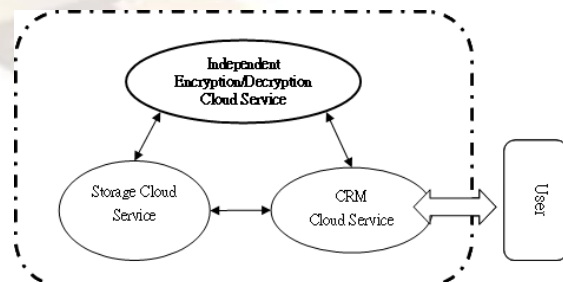 Independent
Encryption/Decryption
Cloud Service
Storage Cloud
Service
CRM
Cloud Service
User